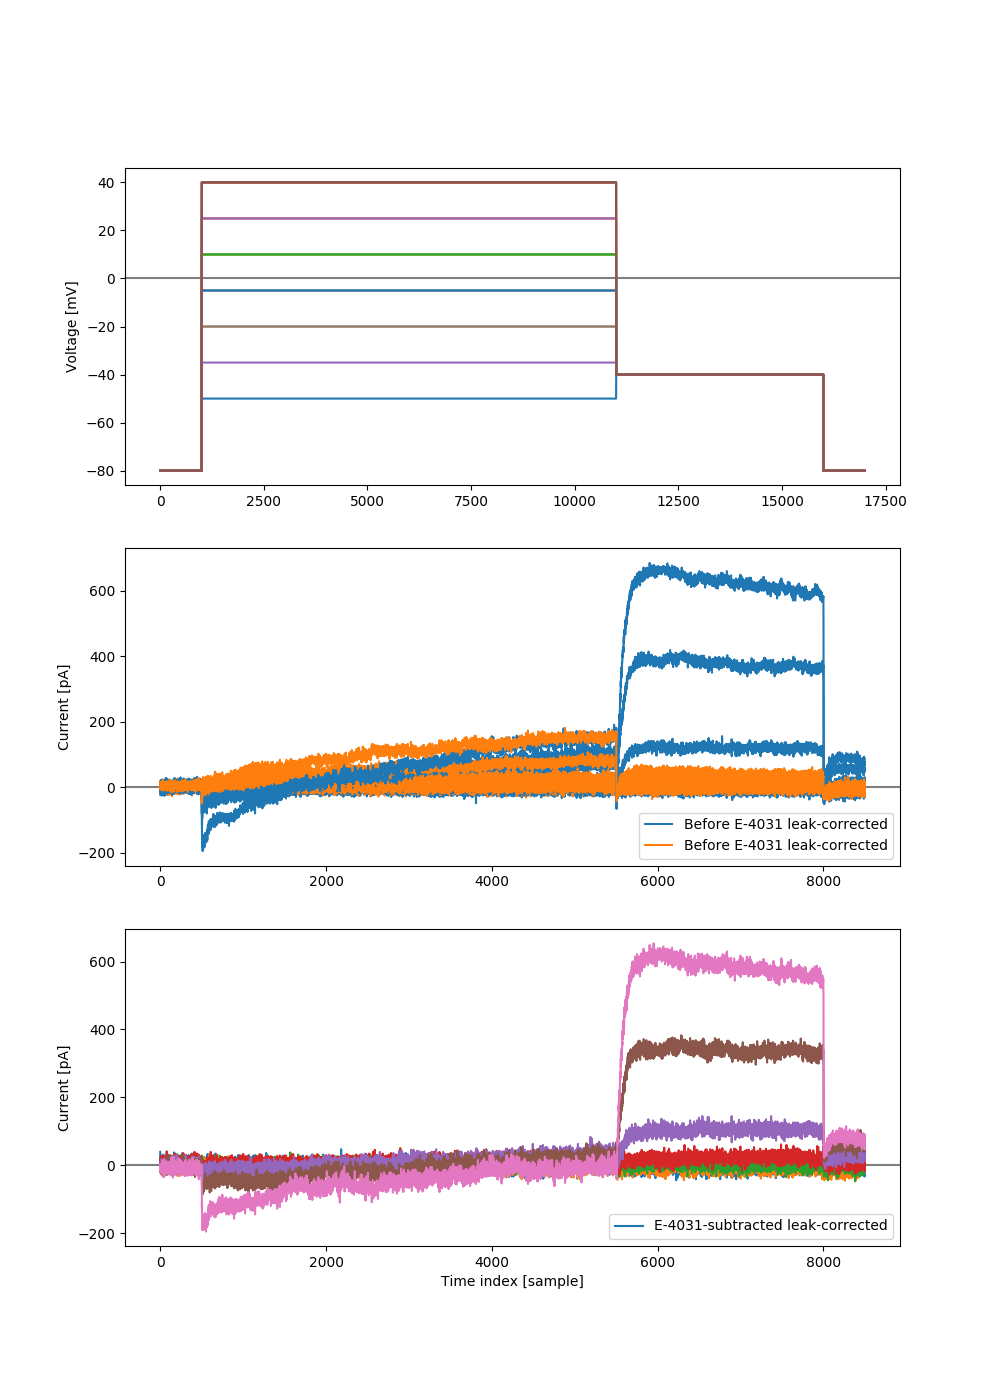 40
20
0
−20
−40
−60
−80
Voltage [mV]
0 2500 5000 7500 10000 12500 15000 17500
600
400
200
0
−200
Current [pA]
Before E-4031 leak-corrected
Before E-4031 leak-corrected
0 2000 4000 6000 8000
600
400
200
0
−200
Current [pA]
E-4031-subtracted leak-corrected
0 2000 4000 6000 8000
Time index [sample]